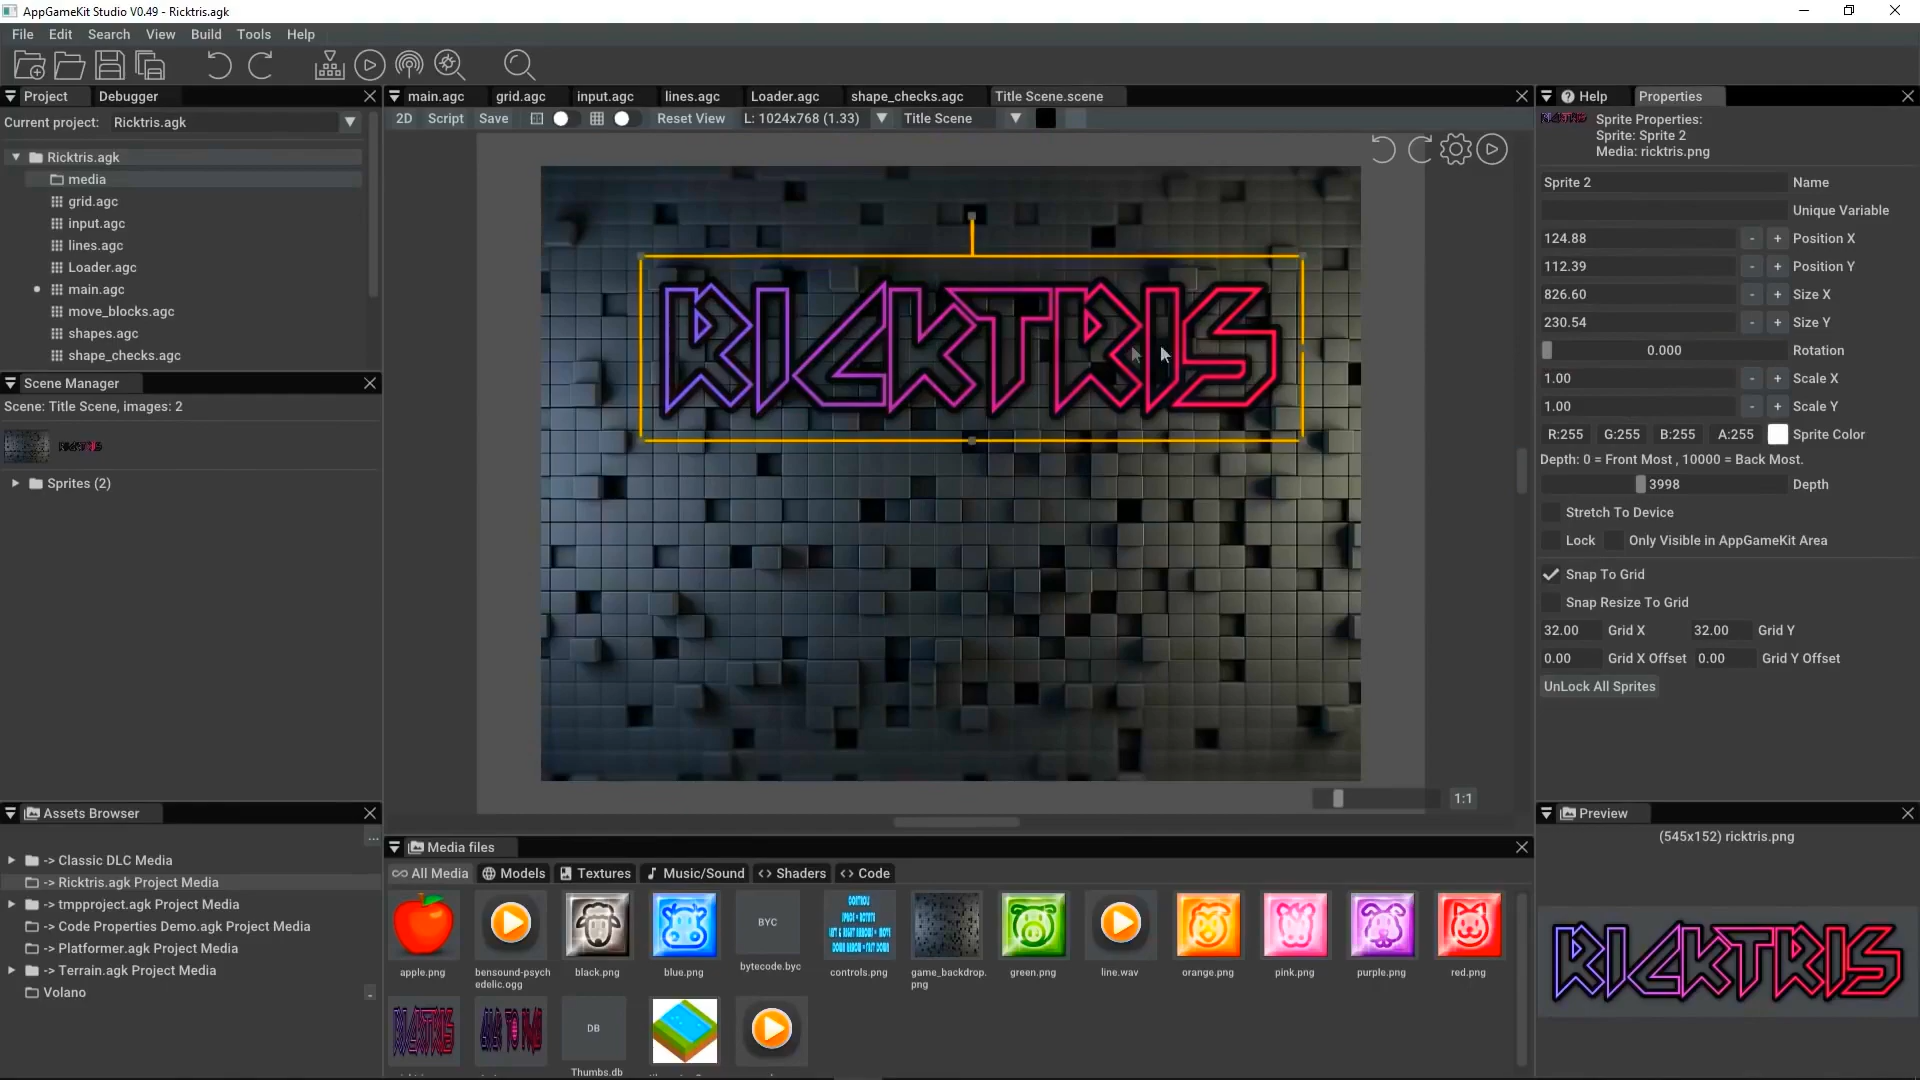 AppGameKit Studio V0.49 - Ricktris.agk
File Edit Search View Build Tools Help
Project Debugger
Current project: Ricktris.agk
Ricktris.agk
media
grid.agc
input.agc
lines.agc
Loader.agc
main.agc
move_blocks.agc
shapes.agc
shape_checks.agc
Scene Manager
Scene: Title Scene, images: 2
Sprites (2)
Assets Browser
...
-> Classic DLC Media
-> Ricktris.agk Project Media
-> tmpproject.agk Project Media
-> Code Properties Demo.agk Project Media
-> Platformer.agk Project Media
-> Terrain.agk Project Media
Volano
main.agc grid.agc input.agc lines.agc Loader.agc shape_checks.agc Title Scene.scene
2D Script Save Reset View L: 1024x768 (1.33) Title Scene
RICKTRIS
1:1
Media files
All Media Models Textures Music/Sound Shaders Code
BYC
CONTROLS
SPACE = ROTATE
LEFT & RIGHT ARROWS = MOVE
DOWN ARROW = FAST DOWN
apple.png
bensound-psych
edelic.ogg
black.png
blue.png
bytecode.byc
controls.png
game_backdrop.
png
green.png
line.wav
orange.png
pink.png
purple.png
red.png
RICKTRIS
DB
Thumbs.db
Help Properties
Sprite Properties:
Sprite: Sprite 2
Media: ricktris.png
Sprite 2 Name
Unique Variable
124.88 - + Position X
112.39 - + Position Y
826.60 - + Size X
230.54 - + Size Y
0.000 Rotation
1.00 - + Scale X
1.00 - + Scale Y
R:255 G:255 B:255 A:255 Sprite Color
Depth: 0 = Front Most , 10000 = Back Most.
3998 Depth
Stretch To Device
Lock Only Visible in AppGameKit Area
Snap To Grid
Snap Resize To Grid
32.00 Grid X 32.00 Grid Y
0.00 Grid X Offset 0.00 Grid Y Offset
UnLock All Sprites
Preview
(545x152) ricktris.png
RICKTRIS